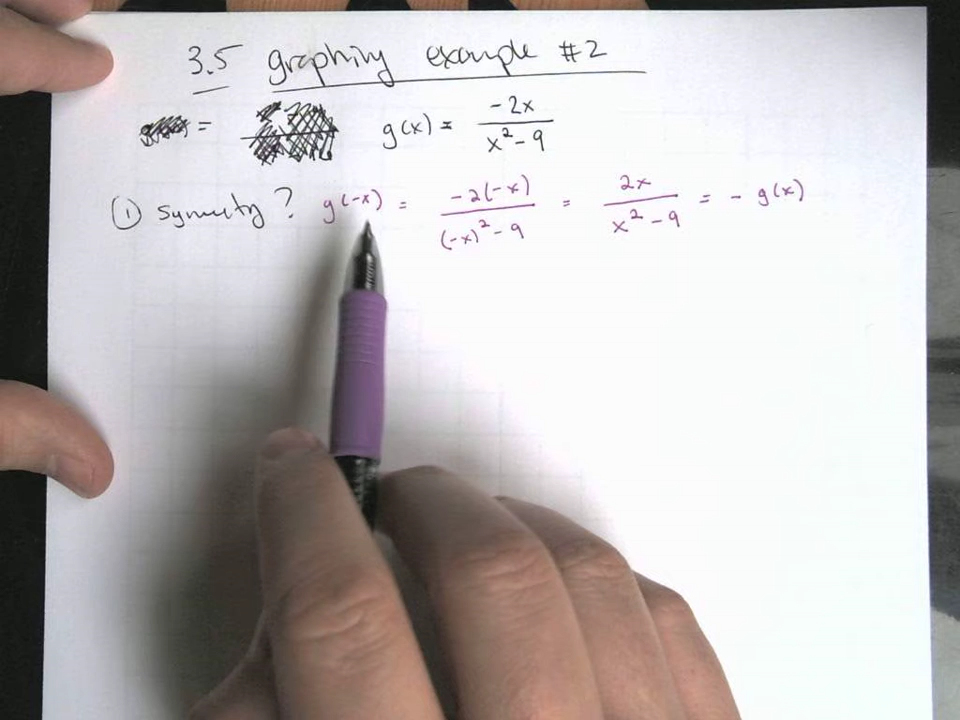 3.5 graphing example #2
= g(x) = -2x / x² - 9
① Symmetry? g(-x) = -2(-x) / (-x)² - 9 = 2x / x² - 9 = - g(x)